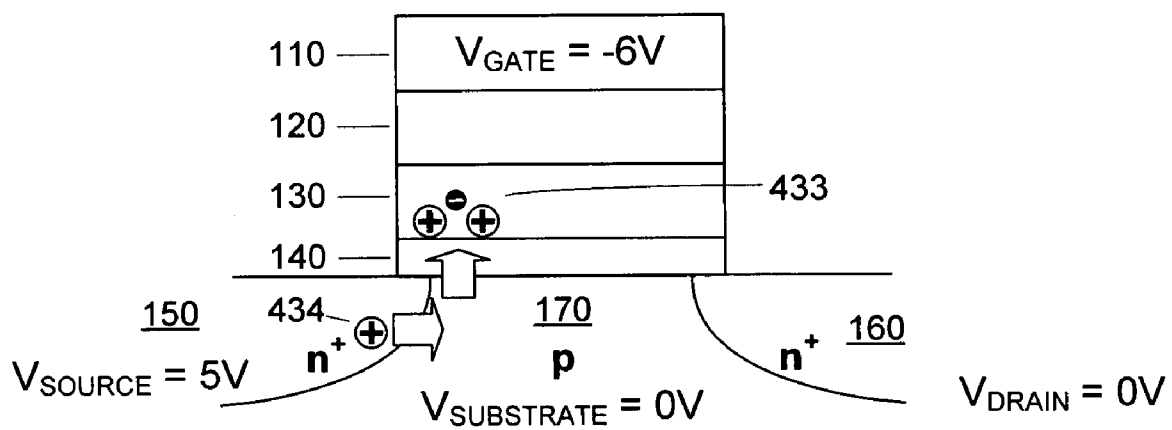 110
V_GATE = -6V
120
130
433
140
150
434
170
160
n+
p
n+
V_SOURCE = 5V
V_SUBSTRATE = 0V
V_DRAIN = 0V